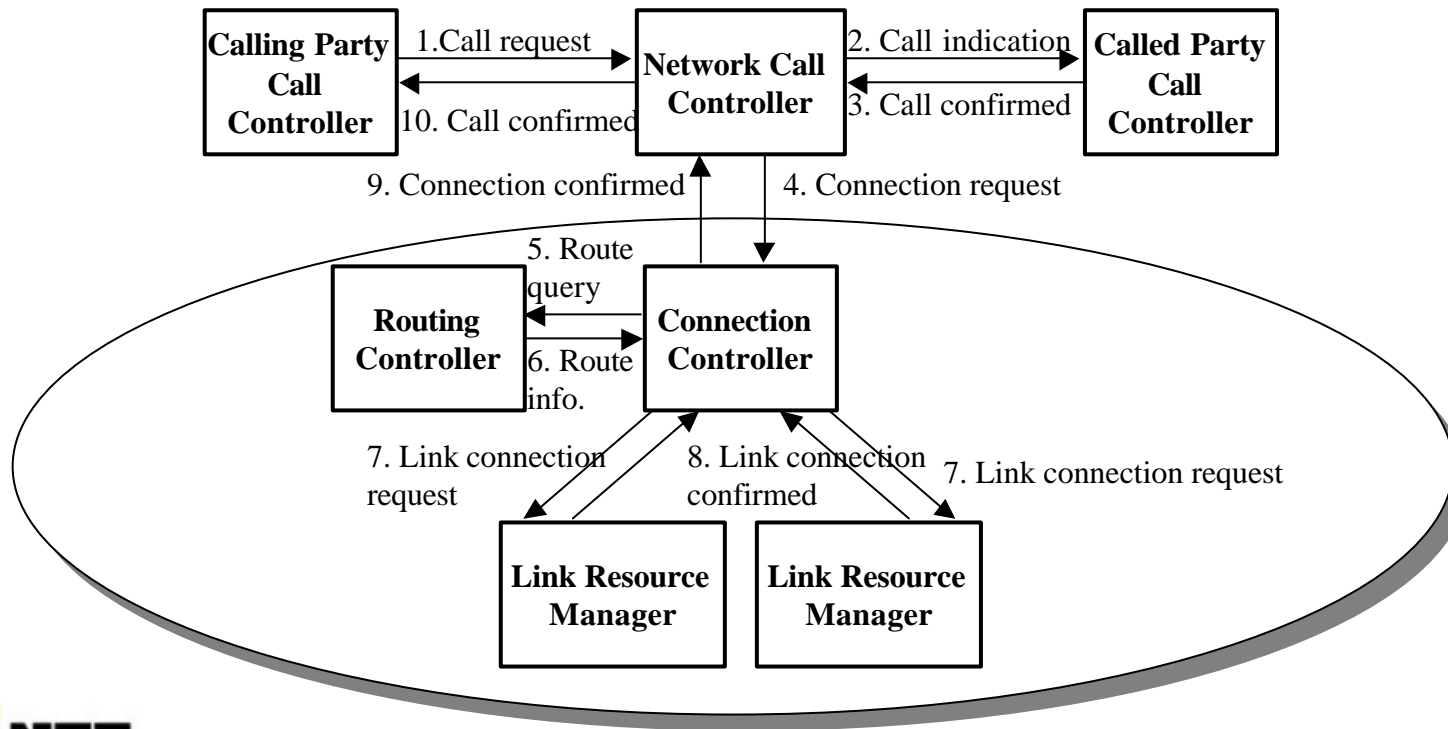 Calling Party
Call
Controller
1.Call request
10. Call confirmed
Network Call
Controller
2. Call indication
3. Call confirmed
Called Party
Call
Controller
9. Connection confirmed
4. Connection request
5. Route
query
Routing
Controller
Connection
Controller
6. Route
info.
7. Link connection
request
8. Link connection
confirmed
7. Link connection request
Link Resource
Manager
Link Resource
Manager